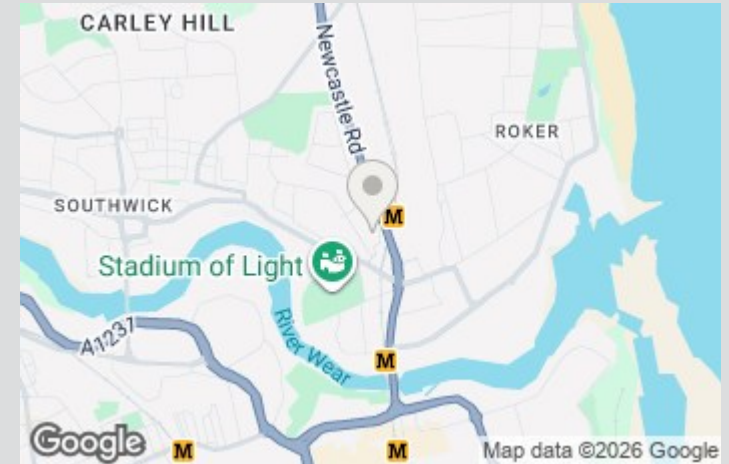 CARLEY HILL
Newcastle Rd
ROKER
M
SOUTHWICK
Stadium of Light
A1231
River Wear
M
M
M
Google
Map data ©2026 Google